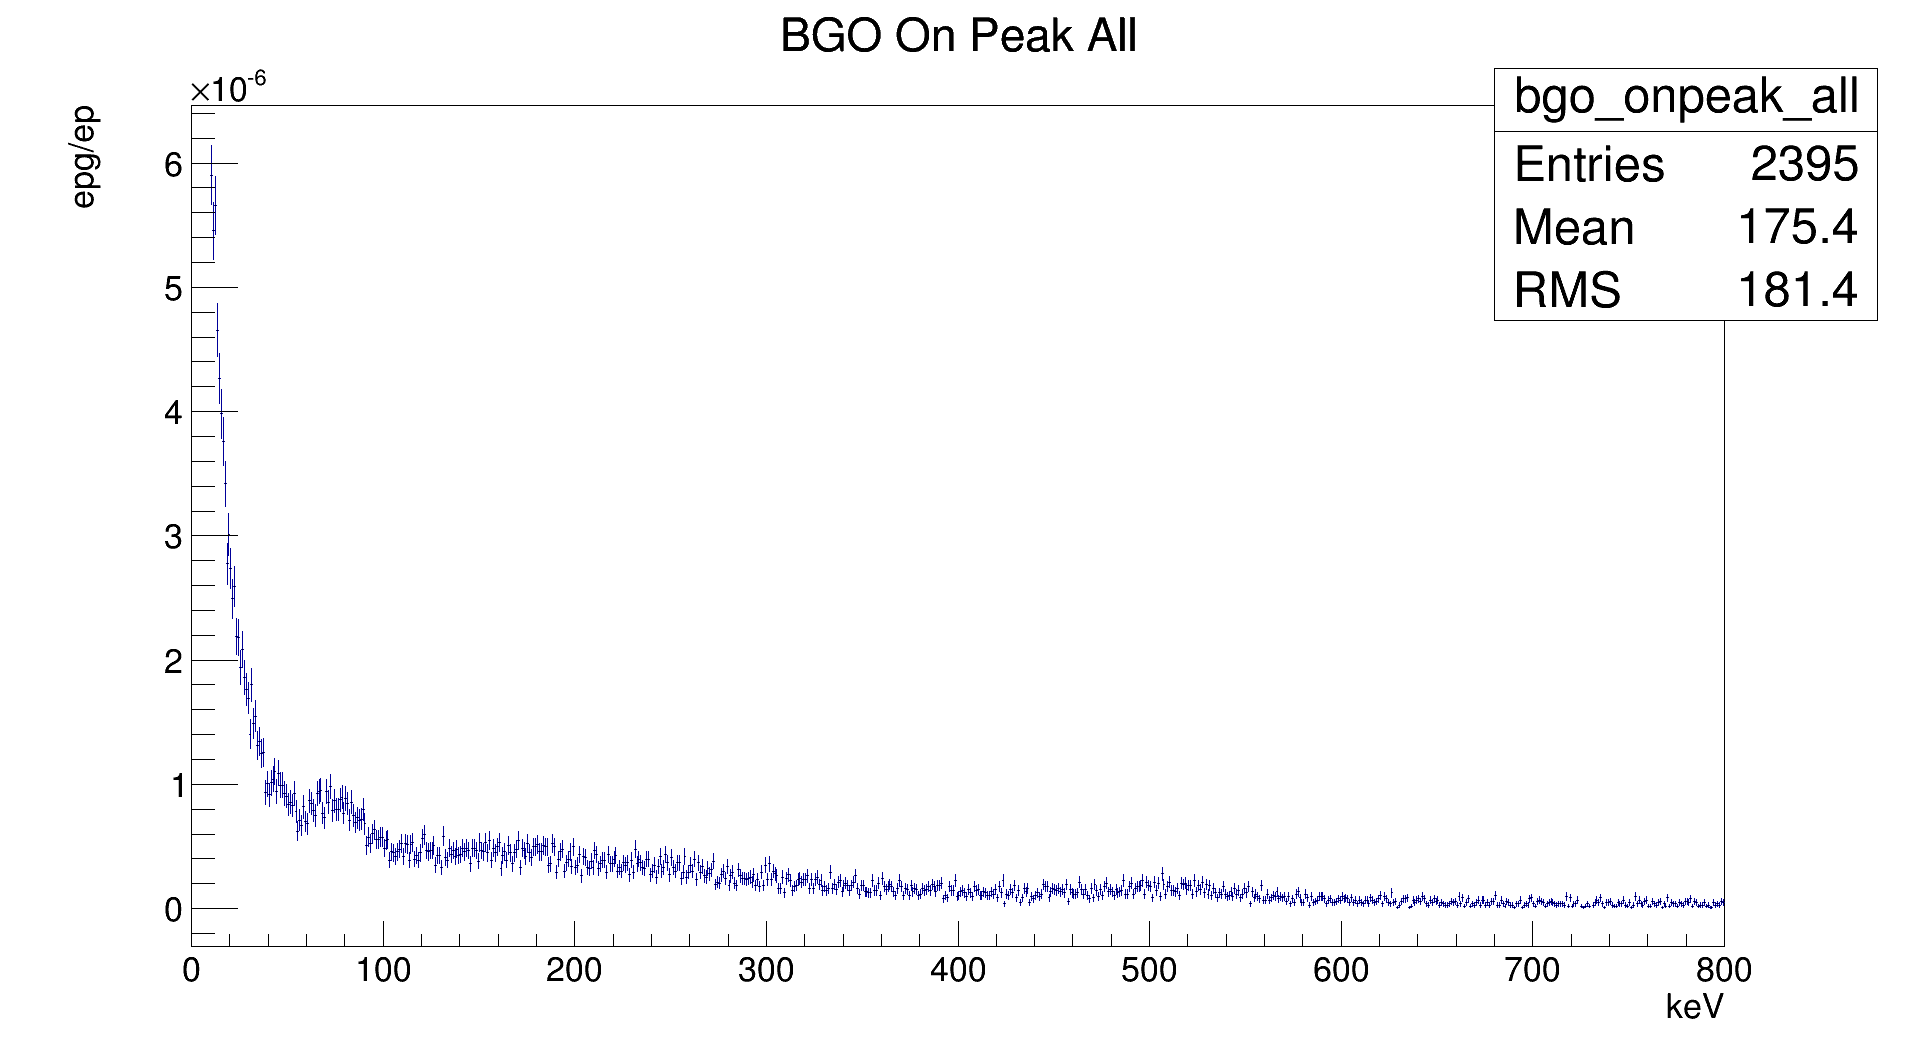 BGO On Peak All
×10-6
epg/ep
bgo_onpeak_all
Entries 2395
Mean 175.4
RMS 181.4
6
5
4
3
2
1
0
0 100 200 300 400 500 600 700 800
keV